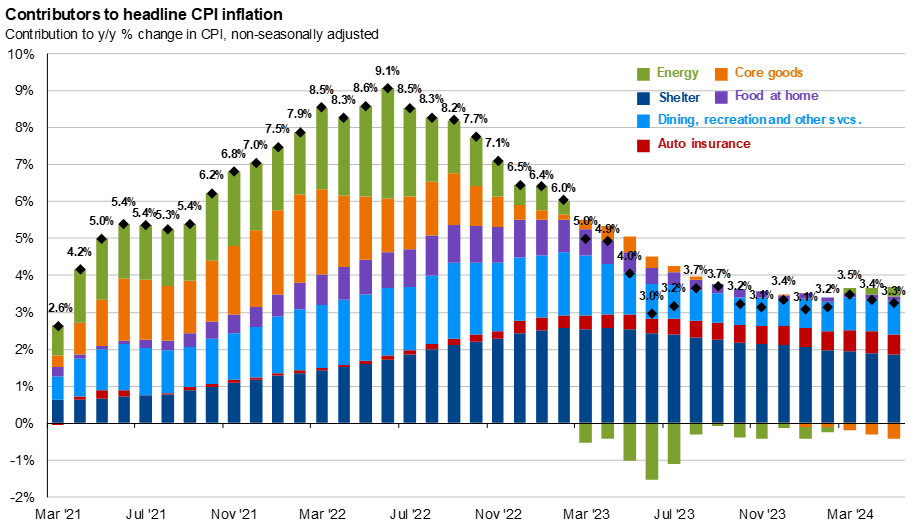 Contributors to headline CPI inflation
Contribution to y/y % change in CPI, non-seasonally adjusted
10%
9%
8%
7%
6%
5%
4%
3%
2%
1%
0%
-1%
-2%
Energy
Core goods
Shelter
Food at home
Dining, recreation and other svcs.
Auto insurance
2.6%
4.2%
5.0%
5.4%
5.4%
5.3%
5.4%
6.2%
6.8%
7.0%
7.5%
7.9%
8.5%
8.3%
8.6%
9.1%
8.5%
8.3%
8.2%
7.7%
7.1%
6.5%
6.4%
6.0%
5.0%
4.9%
4.0%
3.0%
3.2%
3.7%
3.7%
3.2%
3.1%
3.4%
3.1%
3.2%
3.5%
3.4%
3.3%
Mar '21
Jul '21
Nov '21
Mar '22
Jul '22
Nov '22
Mar '23
Jul '23
Nov '23
Mar '24